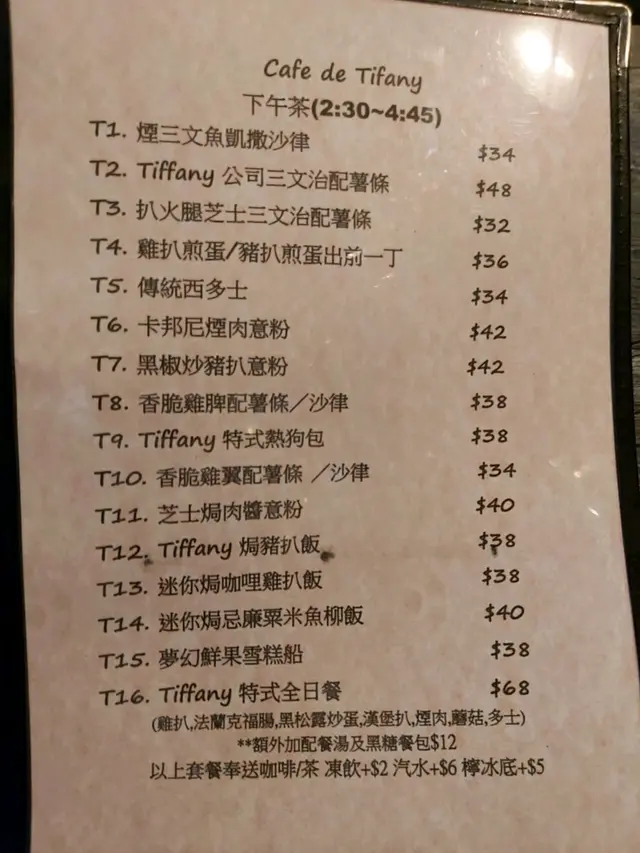 Cafe de Tifany
下午茶(2:30~4:45)
T1. 煙三文魚凱撒沙律 $34
T2. Tiffany 公司三文治配薯條 $48
T3. 扒火腿芝士三文治配薯條 $32
T4. 雞扒煎蛋/豬扒煎蛋出前一丁 $36
T5. 傳統西多士 $34
T6. 卡邦尼煙肉意粉 $42
T7. 黑椒炒豬扒意粉 $42
T8. 香脆雞脾配薯條／沙律 $38
T9. Tiffany 特式熱狗包 $38
T10. 香脆雞翼配薯條 ／沙律 $34
T11. 芝士焗肉醬意粉 $40
T12. Tiffany 焗豬扒飯 $38
T13. 迷你焗咖哩雞扒飯 $38
T14. 迷你焗忌廉粟米魚柳飯 $40
T15. 夢幻鮮果雪糕船 $38
T16. Tiffany 特式全日餐 $68
(雞扒,法蘭克福腸,黑松露炒蛋,漢堡扒,煙肉,蘑菇,多士)
**額外加配餐湯及黑糖餐包$12
以上套餐奉送咖啡/茶 凍飲+$2 汽水+$6 檸冰底+$5